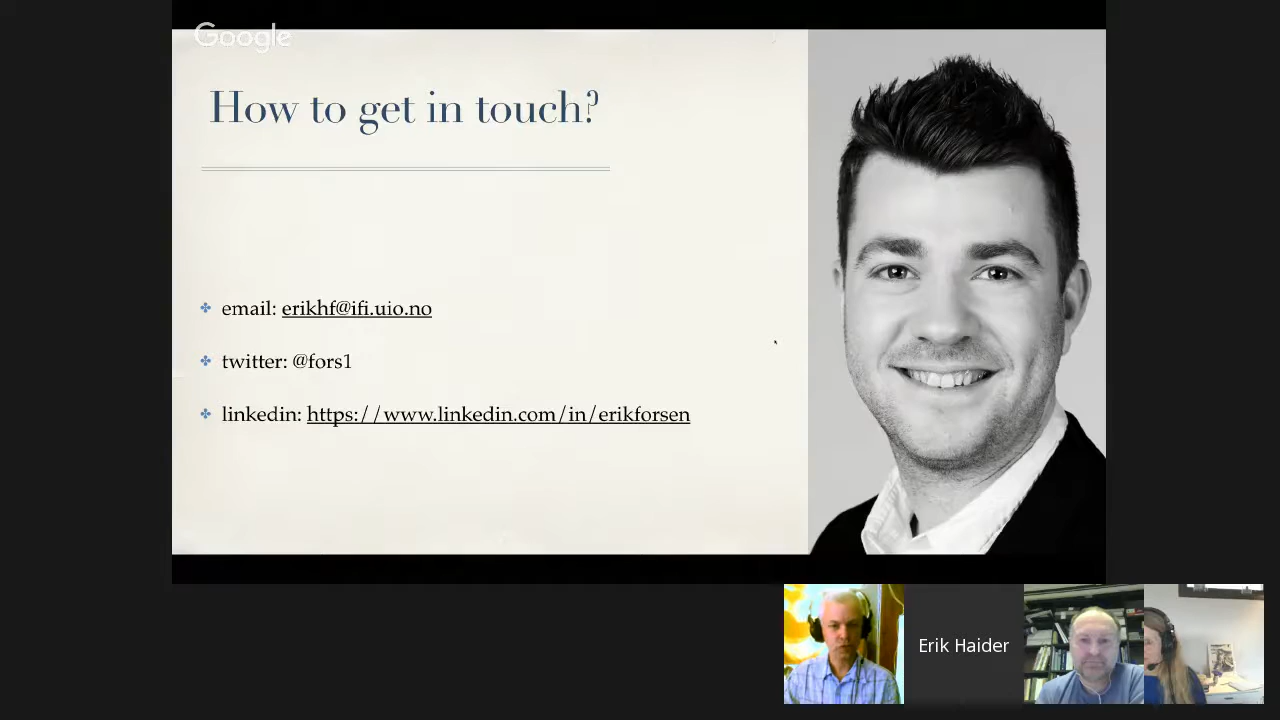 Google
How to get in touch?
email: erikhf@ifi.uio.no
twitter: @fors1
linkedin: https://www.linkedin.com/in/erikforsen
Erik Haider